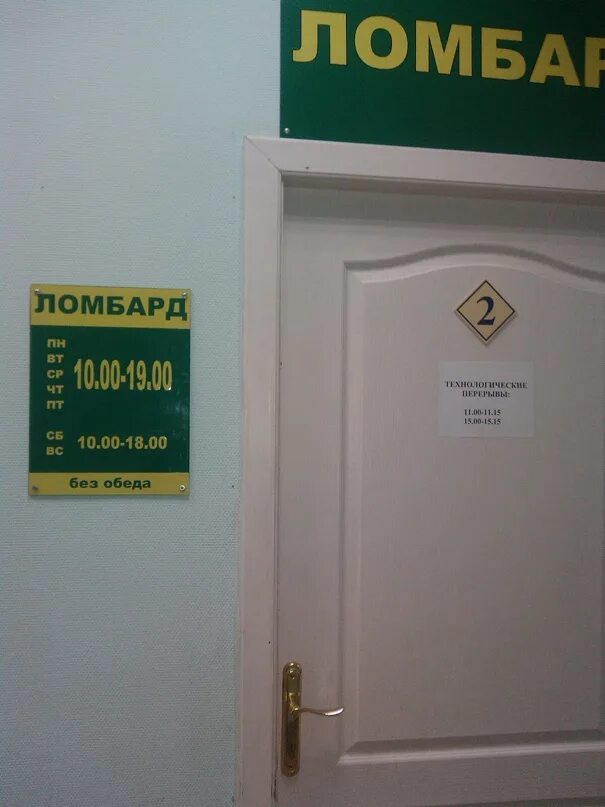 ЛОМБАР
ЛОМБАРД
ПН
ВТ
СР
ЧТ
ПТ
10.00-19.00
СБ
ВС
10.00-18.00
без обеда
2
ТЕХНОЛОГИЧЕСКИЕ
ПЕРЕРЫВЫ:
11.00-11.15
15.00-15.15